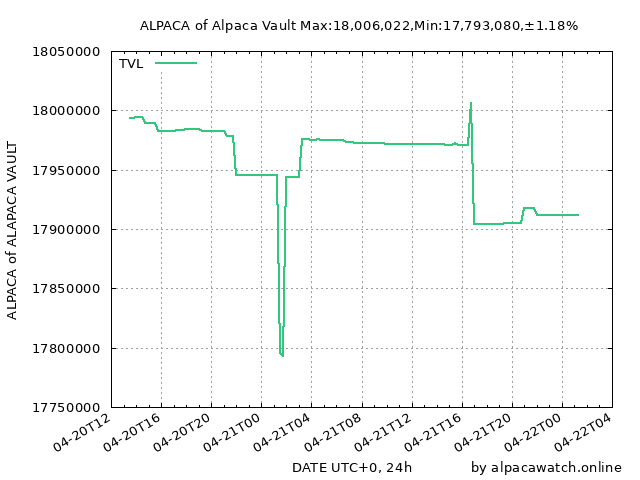 ALPACA of Alpaca Vault Max:18,006,022,Min:17,793,080,±1.18%
TVL
18050000
18000000
17950000
17900000
17850000
17800000
17750000
ALPACA of ALAPACA VAULT
04-20T12
04-20T16
04-20T20
04-21T00
04-21T04
04-21T08
04-21T12
04-21T16
04-21T20
04-22T00
04-22T04
DATE UTC+0, 24h
by alpacawatch.online